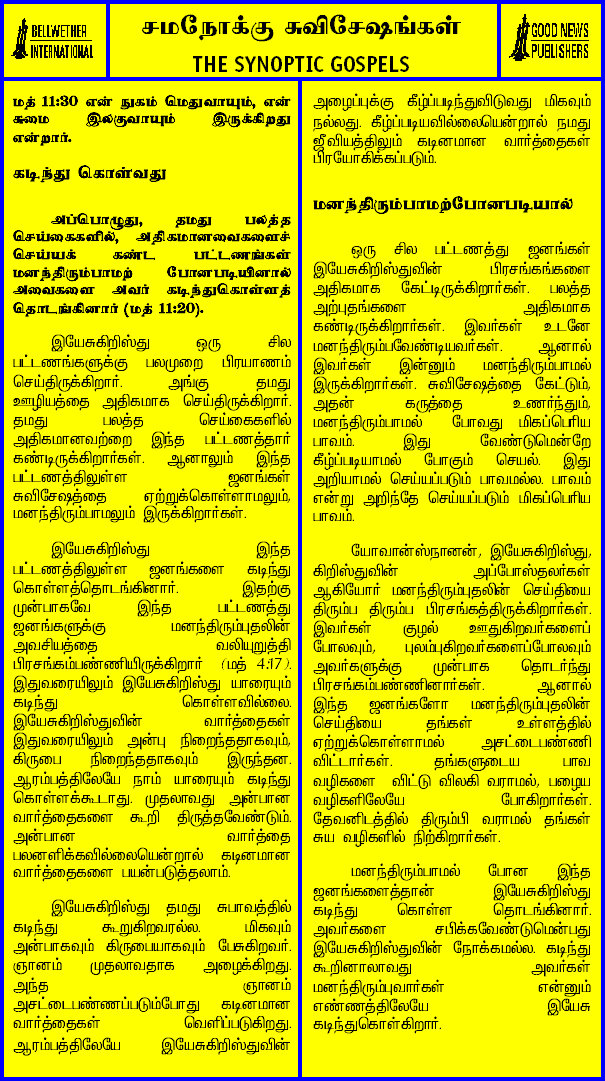 BELLWETHER
INTERNATIONAL
சமநோக்கு சுவிசேஷங்கள்
THE SYNOPTIC GOSPELS
GOOD NEWS
PUBLISHERS
மத் 11:30 என் நுகம் மெதுவாயும், என்
சுமை இலகுவாயும் இருக்கிறது
என்றார்.
கடிந்து கொள்வது
அப்பொழுது, தமது பலத்த
செய்கைகளில், அதிகமானவைகளைச்
செய்யக் கண்ட பட்டணங்கள்
மனந்திரும்பாமற் போனபடியினால்
அவைகளை அவர் கடிந்துகொள்ளத்
தொடங்கினார் (மத் 11:20).
இயேசுகிறிஸ்து ஒரு சில
பட்டணங்களுக்கு பலமுறை பிரயாணம்
செய்திருக்கிறார். அங்கு தமது
ஊழியத்தை அதிகமாக செய்திருக்கிறார்.
தமது பலத்த செய்கைகளில்
அதிகமானவற்றை இந்த பட்டணத்தார்
கண்டிருக்கிறார்கள். ஆனாலும் இந்த
பட்டணத்திலுள்ள ஜனங்கள்
சுவிசேஷத்தை ஏற்றுக்கொள்ளாமலும்,
மனந்திரும்பாமலும் இருக்கிறார்கள்.
இயேசுகிறிஸ்து இந்த
பட்டணத்திலுள்ள ஜனங்களை கடிந்து
கொள்ளத்தொடங்கினார். இதற்கு
முன்பாகவே இந்த பட்டணத்து
ஜனங்களுக்கு மனந்திரும்புதலின்
அவசியத்தை வலியுறுத்தி
பிரசங்கம்பண்ணியிருக்கிறார் (மத் 4:17).
இதுவரையிலும் இயேசுகிறிஸ்து யாரையும்
கடிந்து கொள்ளவில்லை.
இயேசுகிறிஸ்துவின் வார்த்தைகள்
இதுவரையிலும் அன்பு நிறைந்ததாகவும்,
கிருபை நிறைந்ததாகவும் இருந்தன.
ஆரம்பத்திலேயே நாம் யாரையும் கடிந்து
கொள்ளக்கூடாது. முதலாவது அன்பான
வார்த்தைகளை கூறி திருத்தவேண்டும்.
அன்பான வார்த்தை
பலனளிக்கவில்லையென்றால் கடினமான
வார்த்தைகளை பயன்படுத்தலாம்.
இயேசுகிறிஸ்து தமது சுபாவத்தில்
கடிந்து கூறுகிறவரல்ல. மிகவும்
அன்பாகவும் கிருபையாகவும் பேசுகிறவர்.
ஞானம் முதலாவதாக அழைக்கிறது.
அந்த ஞானம்
அசட்டைபண்ணப்படும்போது கடினமான
வார்த்தைகள் வெளிப்படுகிறது.
ஆரம்பத்திலேயே இயேசுகிறிஸ்துவின்
அழைப்புக்கு கீழ்ப்படிந்துவிடுவது மிகவும்
நல்லது. கீழ்ப்படியவில்லையென்றால் நமது
ஜீவியத்திலும் கடினமான வார்த்தைகள்
பிரயோகிக்கப்படும்.
மனந்திரும்பாமற்போனபடியால்
ஒரு சில பட்டணத்து ஜனங்கள்
இயேசுகிறிஸ்துவின் பிரசங்கங்களை
அதிகமாக கேட்டிருக்கிறார்கள். பலத்த
அற்புதங்களை அதிகமாக
கண்டிருக்கிறார்கள். இவர்கள் உடனே
மனந்திரும்பவேண்டியவர்கள். ஆனால்
இவர்கள் இன்னும் மனந்திரும்பாமல்
இருக்கிறார்கள். சுவிசேஷத்தை கேட்டும்,
அதன் கருத்தை உணர்ந்தும்,
மனந்திரும்பாமல் போவது மிகப்பெரிய
பாவம். இது வேண்டுமென்றே
கீழ்ப்படியாமல் போகும் செயல். இது
அறியாமல் செய்யப்படும் பாவமல்ல. பாவம்
என்று அறிந்தே செய்யப்படும் மிகப்பெரிய
பாவம்.
யோவான்ஸ்நானன், இயேசுகிறிஸ்து,
கிறிஸ்துவின் அப்போஸ்தலர்கள்
ஆகியோர் மனந்திரும்புதலின் செய்தியை
திரும்ப திரும்ப பிரசங்கத்திருக்கிறார்கள்.
இவர்கள் குழல் ஊதுகிறவர்களைப்
போலவும், புலம்புகிறவர்களைப்போலவும்
அவர்களுக்கு முன்பாக தொடர்ந்து
பிரசங்கம்பண்ணினார்கள். ஆனால்
இந்த ஜனங்களோ மனந்திரும்புதலின்
செய்தியை தங்கள் உள்ளத்தில்
ஏற்றுக்கொள்ளாமல் அசட்டைபண்ணி
விட்டார்கள். தங்களுடைய பாவ
வழிகளை விட்டு விலகி வராமல், பழைய
வழிகளிலேயே போகிறார்கள்.
தேவனிடத்தில் திரும்பி வராமல் தங்கள்
சுய வழிகளில் நிற்கிறார்கள்.
மனந்திரும்பாமல் போன இந்த
ஜனங்களைத்தான் இயேசுகிறிஸ்து
கடிந்து கொள்ள தொடங்கினார்.
அவர்களை சபிக்கவேண்டுமென்பது
இயேசுகிறிஸ்துவின் நோக்கமல்ல. கடிந்து
கூறினாலாவது அவர்கள்
மனந்திரும்புவார்கள் என்னும்
எண்ணத்திலேயே இயேசு
கடிந்துகொள்கிறார்.